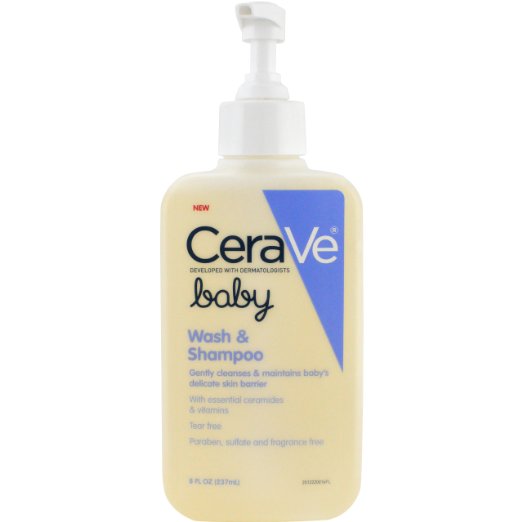 NEW
CeraVe®
DEVELOPED WITH DERMATOLOGISTS
baby
Wash &
Shampoo
Gently cleanses & maintains baby's
delicate skin barrier
With essential ceramides
& vitamins
Tear free
Paraben, sulfate and fragrance free
8 FL OZ (237mL)